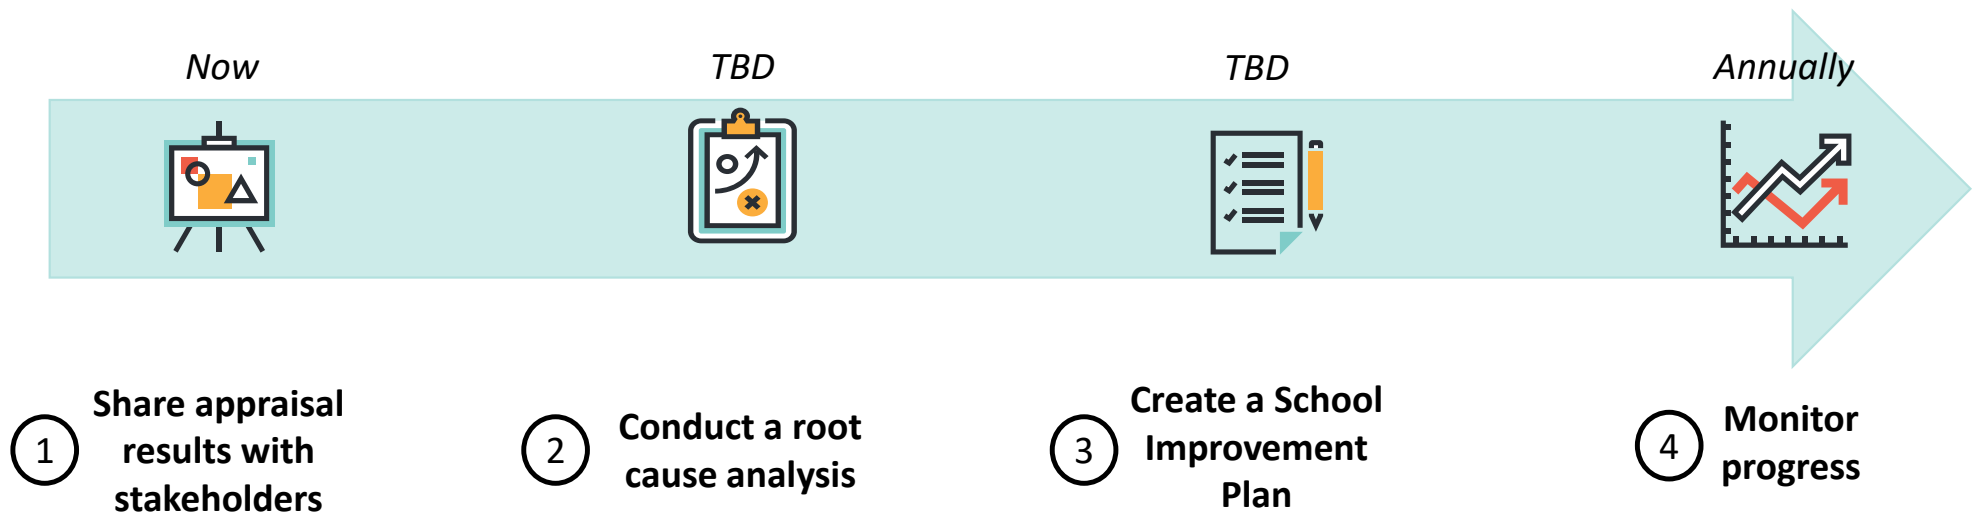 Now
TBD
TBD
Annually
1
Share appraisal
results with
stakeholders
2
Conduct a root
cause analysis
3
Create a School
Improvement
Plan
4
Monitor
progress